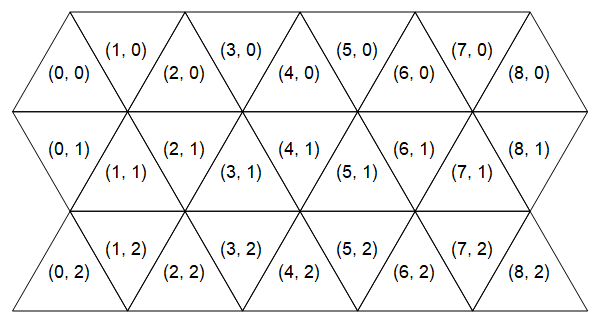 (1, 0) (3, 0) (5, 0) (7, 0)
(0, 0) (2, 0) (4, 0) (6, 0) (8, 0)
(0, 1) (2, 1) (4, 1) (6, 1) (8, 1)
(1, 1) (3, 1) (5, 1) (7, 1)
(1, 2) (3, 2) (5, 2) (7, 2)
(0, 2) (2, 2) (4, 2) (6, 2) (8, 2)